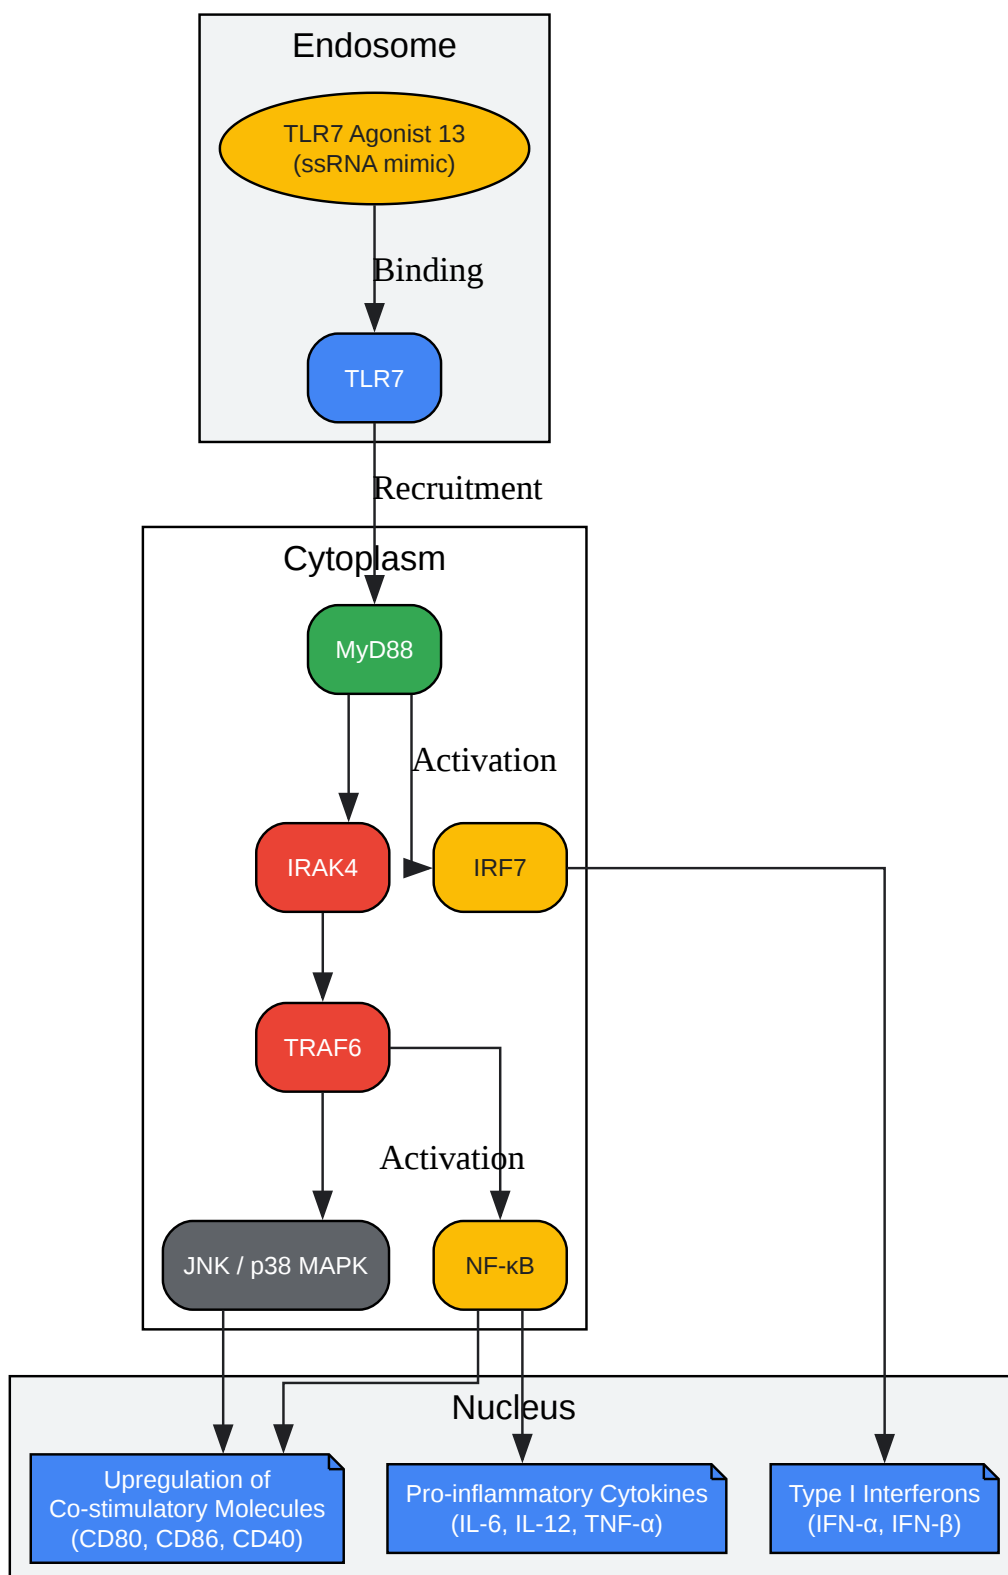 Endosome
TLR7 Agonist 13
(ssRNA mimic)
Binding
TLR7
Recruitment
Cytoplasm
MyD88
Activation
IRAK4
IRF7
TRAF6
Activation
JNK / p38 MAPK
NF-κB
Nucleus
Upregulation of
Co-stimulatory Molecules
(CD80, CD86, CD40)
Pro-inflammatory Cytokines
(IL-6, IL-12, TNF-α)
Type I Interferons
(IFN-α, IFN-β)